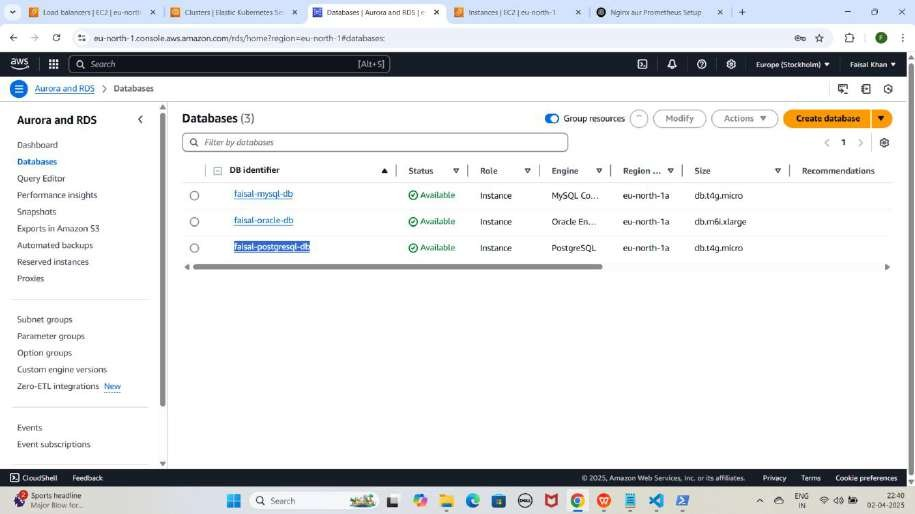 Load balancers | EC2 | eu-north-
Clusters | Elastic Kubernetes Se
Databases | Aurora and RDS | e
Instances | EC2 | eu-north-1
Nginx aur Prometheus Setup
eu-north-1.console.aws.amazon.com/rds/home?region=eu-north-1#databases:
F
aws
Search
[Alt+S]
Europe (Stockholm)
Faisal Khan
Aurora and RDS
Databases
Aurora and RDS
Dashboard
Databases
Query Editor
Performance insights
Snapshots
Exports in Amazon S3
Automated backups
Reserved instances
Proxies
Subnet groups
Parameter groups
Option groups
Custom engine versions
Zero-ETL integrations New
Events
Event subscriptions
Databases (3)
Group resources
Modify
Actions
Create database
Filter by databases
1
DB identifier Status Role Engine Region ... Size Recommendations
faisal-mysql-db Available Instance MySQL Co... eu-north-1a db.t4g.micro
faisal-oracle-db Available Instance Oracle En... eu-north-1a db.m6i.xlarge
faisal-postgresql-db Available Instance PostgreSQL eu-north-1a db.t4g.micro
CloudShell Feedback © 2025, Amazon Web Services, Inc. or its affiliates. Privacy Terms Cookie preferences
2
Sports headline
Major Blow for...
Search
DELL
ENG
IN
22:40
02-04-2025